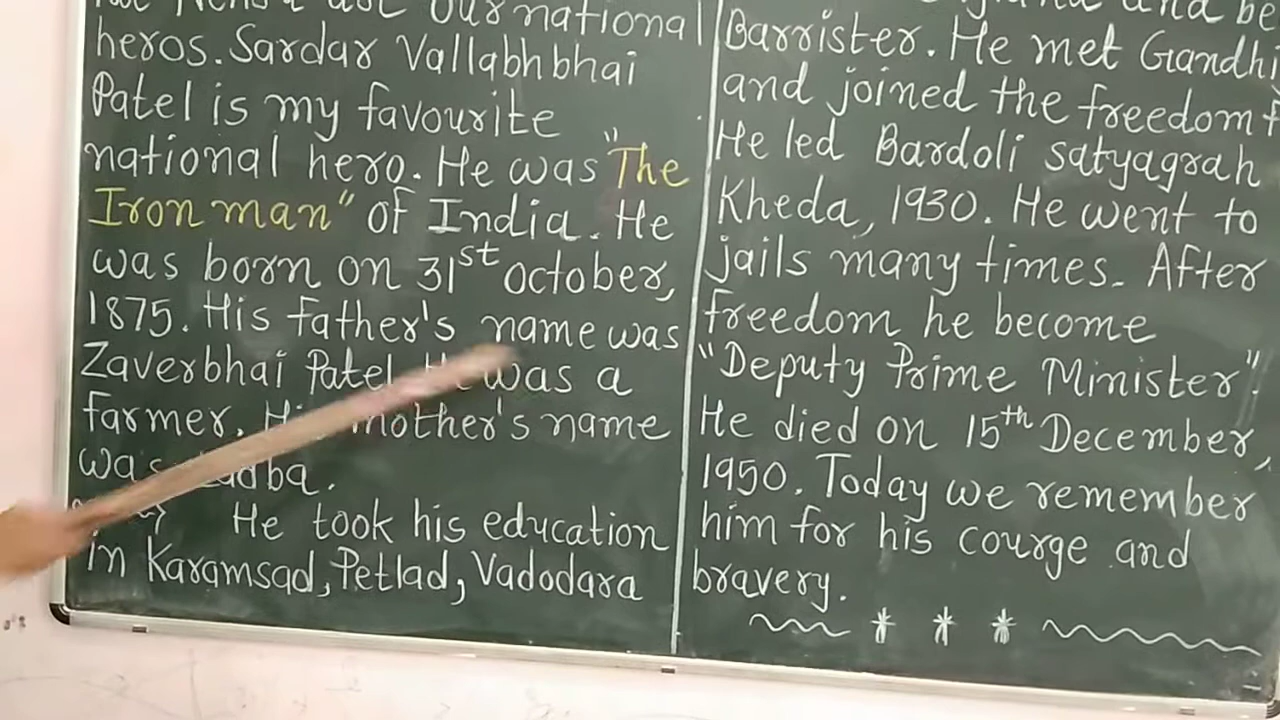 our national
heros. Sardar Vallabhbhai
Patel is my favourite
national hero. He was "The
Iron man" of India. He
was born on 31st october,
1875. His father's name was
Zaverbhai Patel He was a
farmer. mother's name
was
He took his education
in Karamsad, Petlad, Vadodara
and be
Barrister. He met Gandhi
and joined the freedom f
He led Bardoli satyagrah
Kheda, 1930. He went to
jails many times. After
freedom he become
"Deputy Prime Minister".
He died on 15th December,
1950. Today we remember
him for his courge and
bravery.